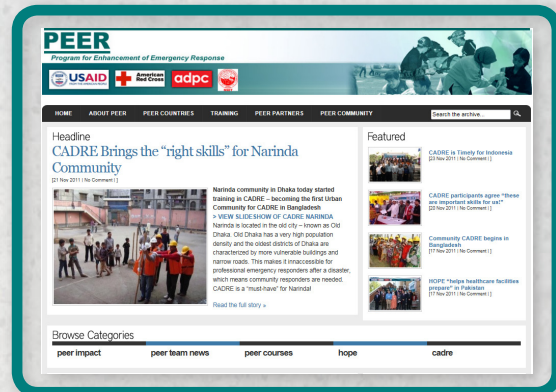 PEER
Program for Enhancement of Emergency Response
USAID
American
Red Cross
adpc
HOME ABOUT PEER PEER COUNTRIES TRAINING PEER PARTNERS PEER COMMUNITY
Search the archive...
Headline
CADRE Brings the “right skills” for Narinda
Community
[21 Nov 2011 | No Comment | ]
Narinda community in Dhaka today started
training in CADRE – becoming the first Urban
Community for CADRE in Bangladesh
> VIEW SLIDESHOW OF CADRE NARINDA
Narinda is located in the old city – known as Old
Dhaka. Old Dhaka has a very high population
density and the oldest districts of Dhaka are
characterized by more vulnerable buildings and
narrow roads. This makes it innaccesible for
professional emergency responders after a disaster,
which means community responders are needed.
CADRE is a “must-have” for Narinda!
Read the full story »
Featured
CADRE is Timely for Indonesia
[23 Nov 2011 | No Comment | ]
CADRE participants agree “these
are important skills for us!”
[20 Nov 2011 | No Comment | ]
Community CADRE begins in
Bangladesh
[17 Nov 2011 | No Comment | ]
HOPE “helps healthcare facilities
prepare” in Pakistan
[17 Nov 2011 | No Comment | ]
Browse Categories
peer impact peer team news peer courses hope cadre